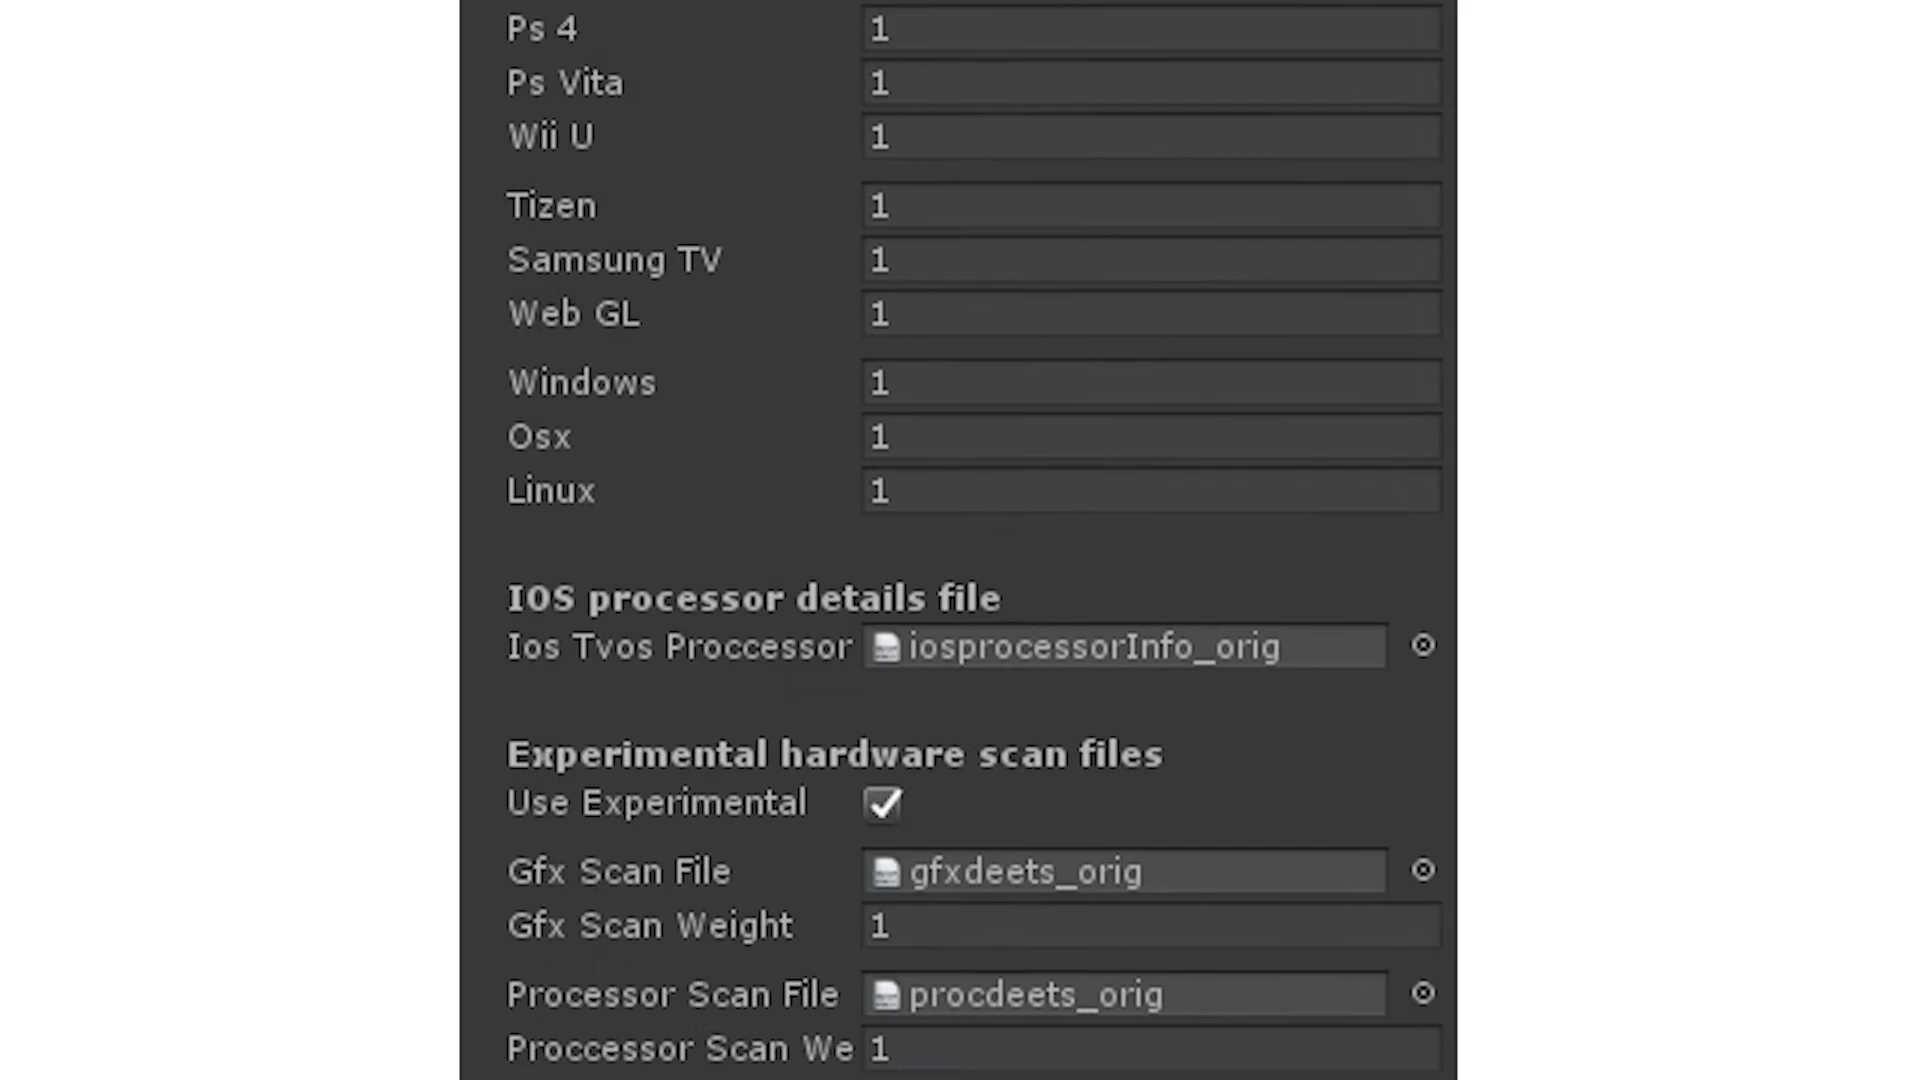 Ps 4 1
Ps Vita 1
Wii U 1
Tizen 1
Samsung TV 1
Web GL 1
Windows 1
Osx 1
Linux 1
IOS processor details file
Ios Tvos Proccessor iosprocessorInfo_orig
Experimental hardware scan files
Use Experimental
Gfx Scan File gfxdeets_orig
Gfx Scan Weight 1
Processor Scan File procdeets_orig
Proccessor Scan We 1